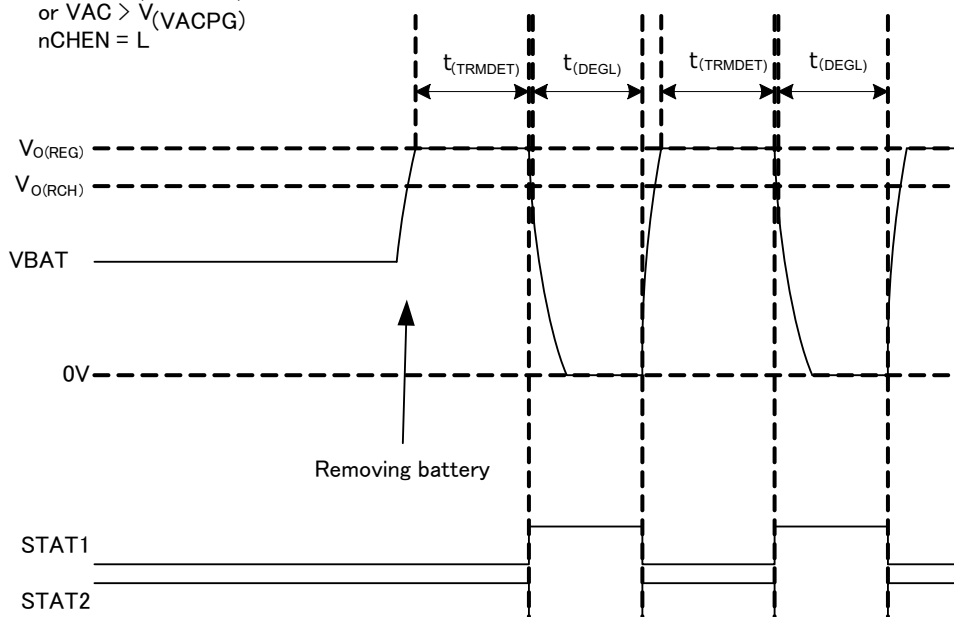 or VAC > V(VACPG)
nCHEN = L
t(TRMDET) t(DEGL) t(TRMDET) t(DEGL)
VO(REG)
VO(RCH)
VBAT
0V
Removing battery
STAT1
STAT2